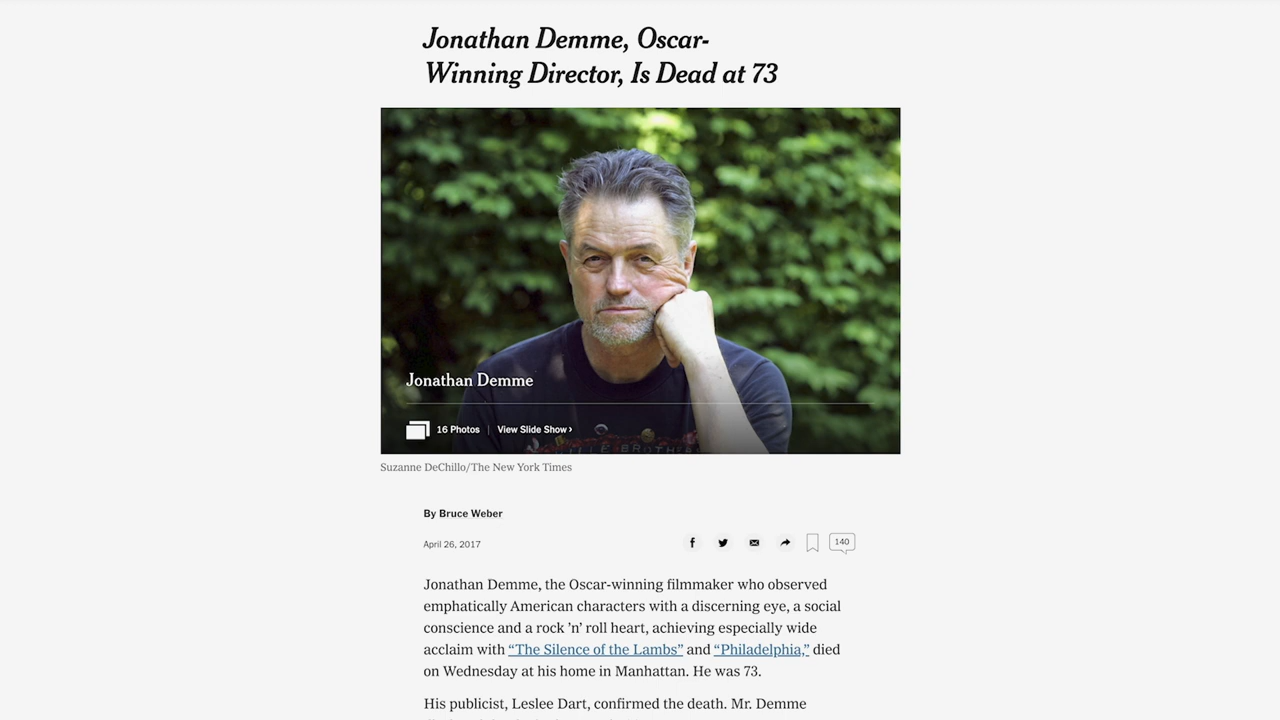 Jonathan Demme, Oscar-
Winning Director, Is Dead at 73
Jonathan Demme
16 Photos | View Slide Show ›
Suzanne DeChillo/The New York Times
By Bruce Weber
April 26, 2017
140
Jonathan Demme, the Oscar-winning filmmaker who observed
emphatically American characters with a discerning eye, a social
conscience and a rock ’n’ roll heart, achieving especially wide
acclaim with “The Silence of the Lambs” and “Philadelphia,” died
on Wednesday at his home in Manhattan. He was 73.
His publicist, Leslee Dart, confirmed the death. Mr. Demme